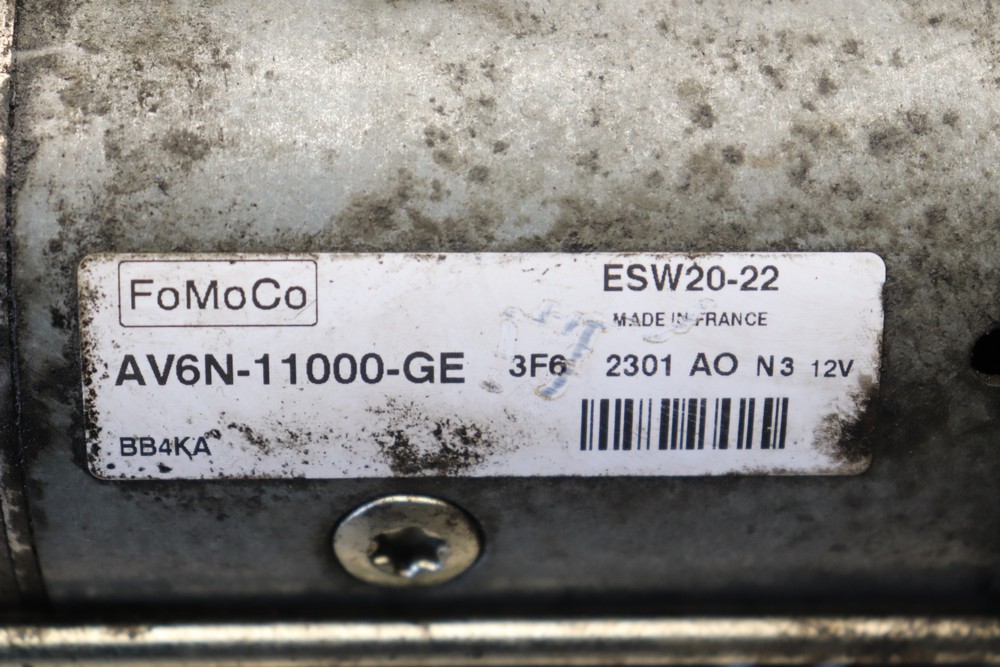 FoMoCo
ESW20-22
MADE IN FRANCE
AV6N-11000-GE 3F6 2301 AO N3 12V
BB4KA